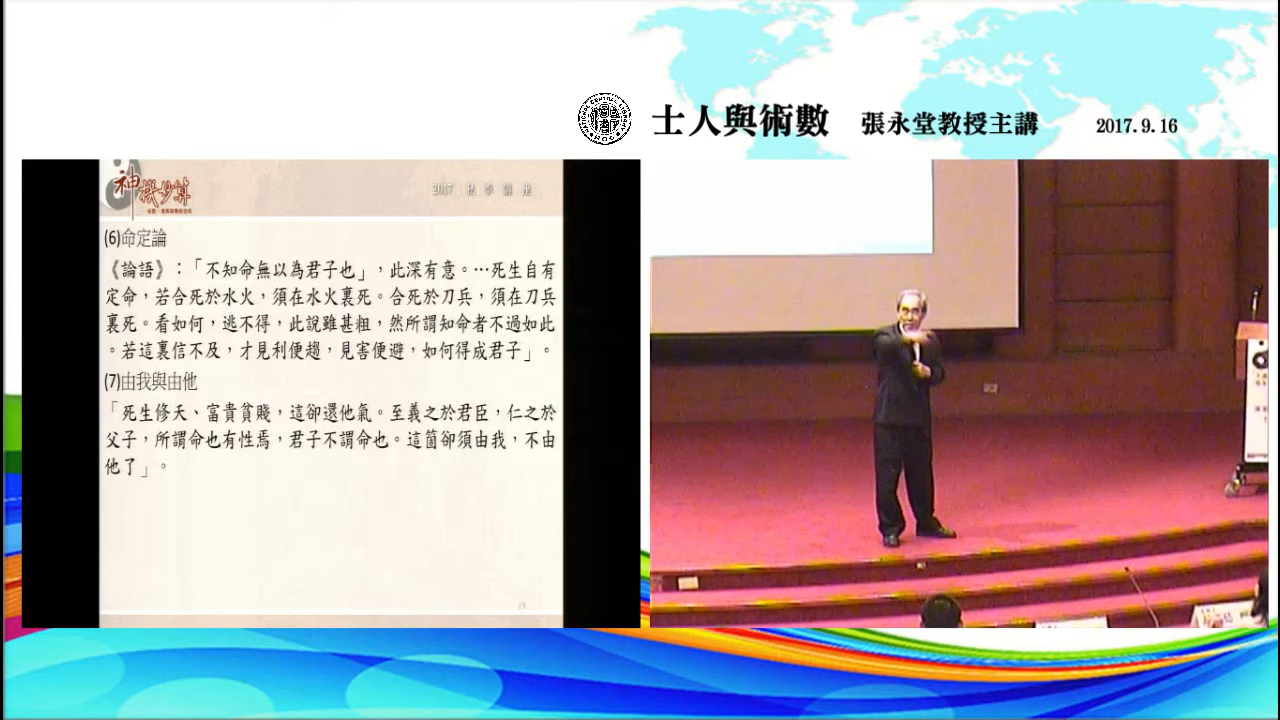 士人與術數 張永堂教授主講 2017.9.16
神機妙算
2017 秋季講座
(6)命定論
《論語》：「不知命無以為君子也」，此深有意。…死生自有
定命，若合死於水火，須在水火裏死。合死於刀兵，須在刀兵
裏死。看如何，逃不得，此說雖甚粗，然所謂知命者不過如此
。若這裏信不及，才見利便趨，見害便避，如何得成君子」。
(7)由我與由他
「死生修夭、富貴貧賤，這卻還他氣。至義之於君臣，仁之於
父子，所謂命也有性焉，君子不謂命也。這箇卻須由我，不由
他了」。
19